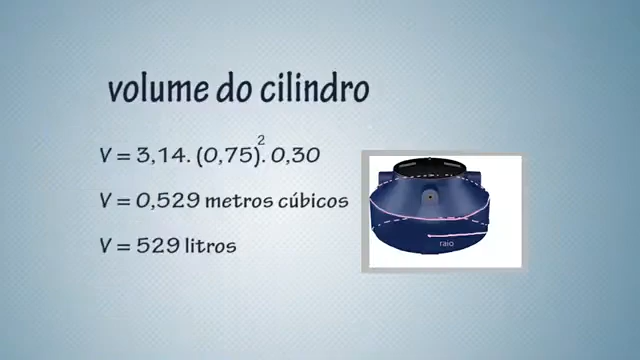 volume do cilindro
V = 3,14. (0,75)². 0,30
V = 0,529 metros cúbicos
V = 529 litros
raio